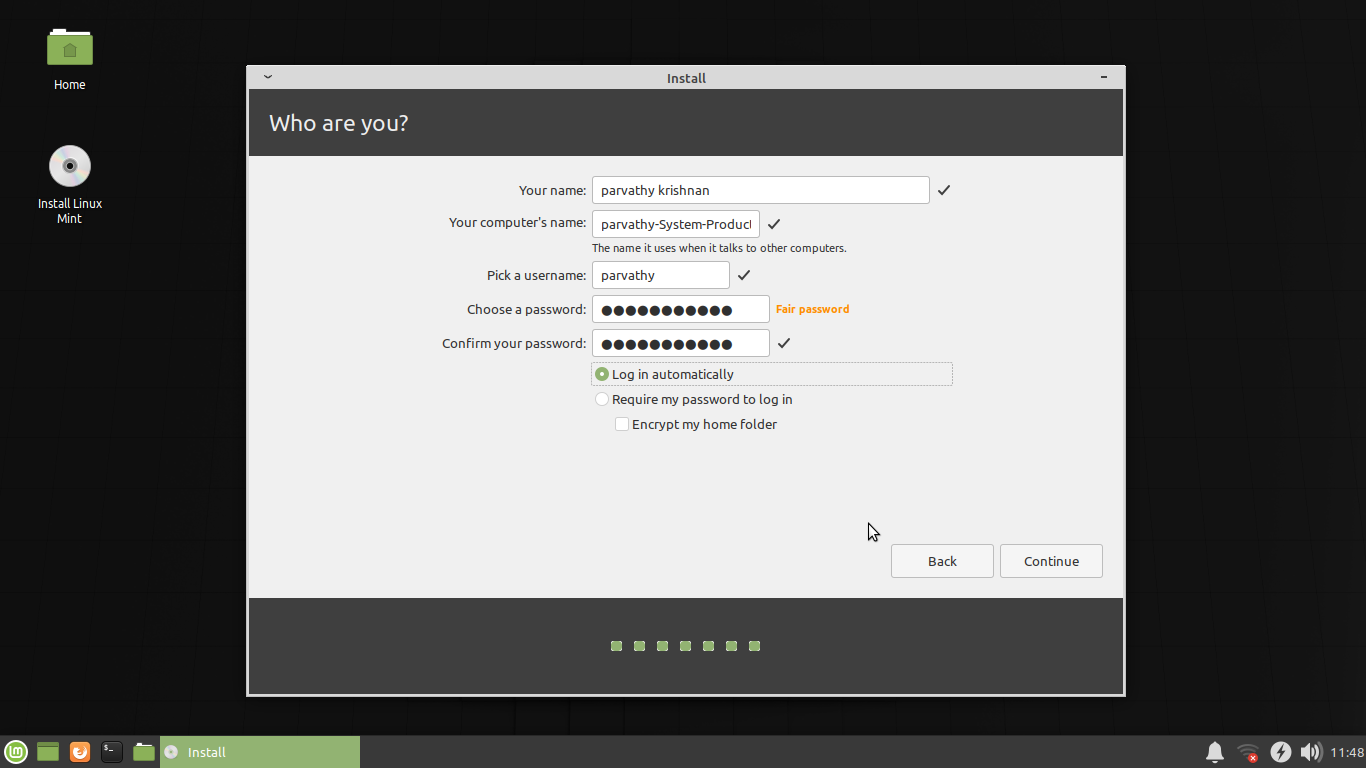 Home
Install Linux
Mint
Install
Who are you?
Your name: parvathy krishnan
Your computer's name: parvathy-System-Product
The name it uses when it talks to other computers.
Pick a username: parvathy
Choose a password: ●●●●●●●●●●● Fair password
Confirm your password: ●●●●●●●●●●●
Log in automatically
Require my password to log in
Encrypt my home folder
Back Continue
$_ Install 11:48